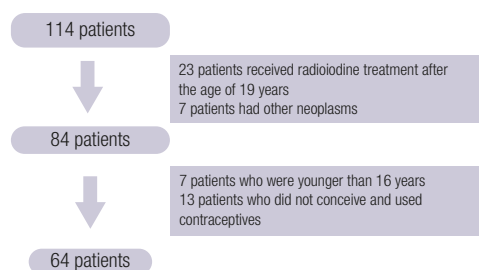 114 patients
23 patients received radioiodine treatment after
the age of 19 years
7 patients had other neoplasms
84 patients
7 patients who were younger than 16 years
13 patients who did not conceive and used
contraceptives
64 patients